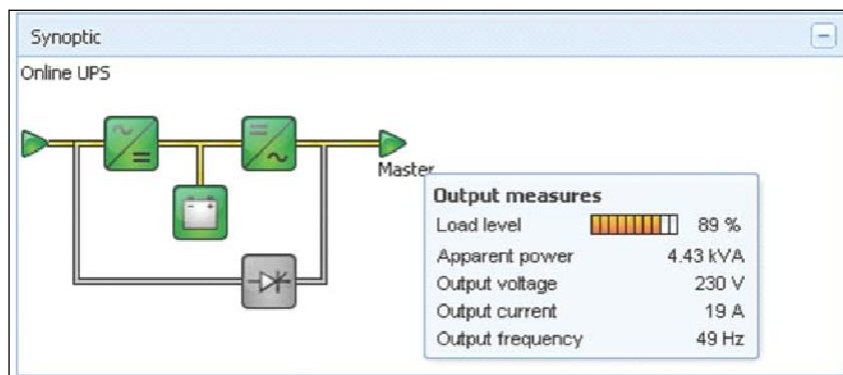 Synoptic
Online UPS
Master
Output measures
Load level 89 %
Apparent power 4.43 kVA
Output voltage 230 V
Output current 19 A
Output frequency 49 Hz